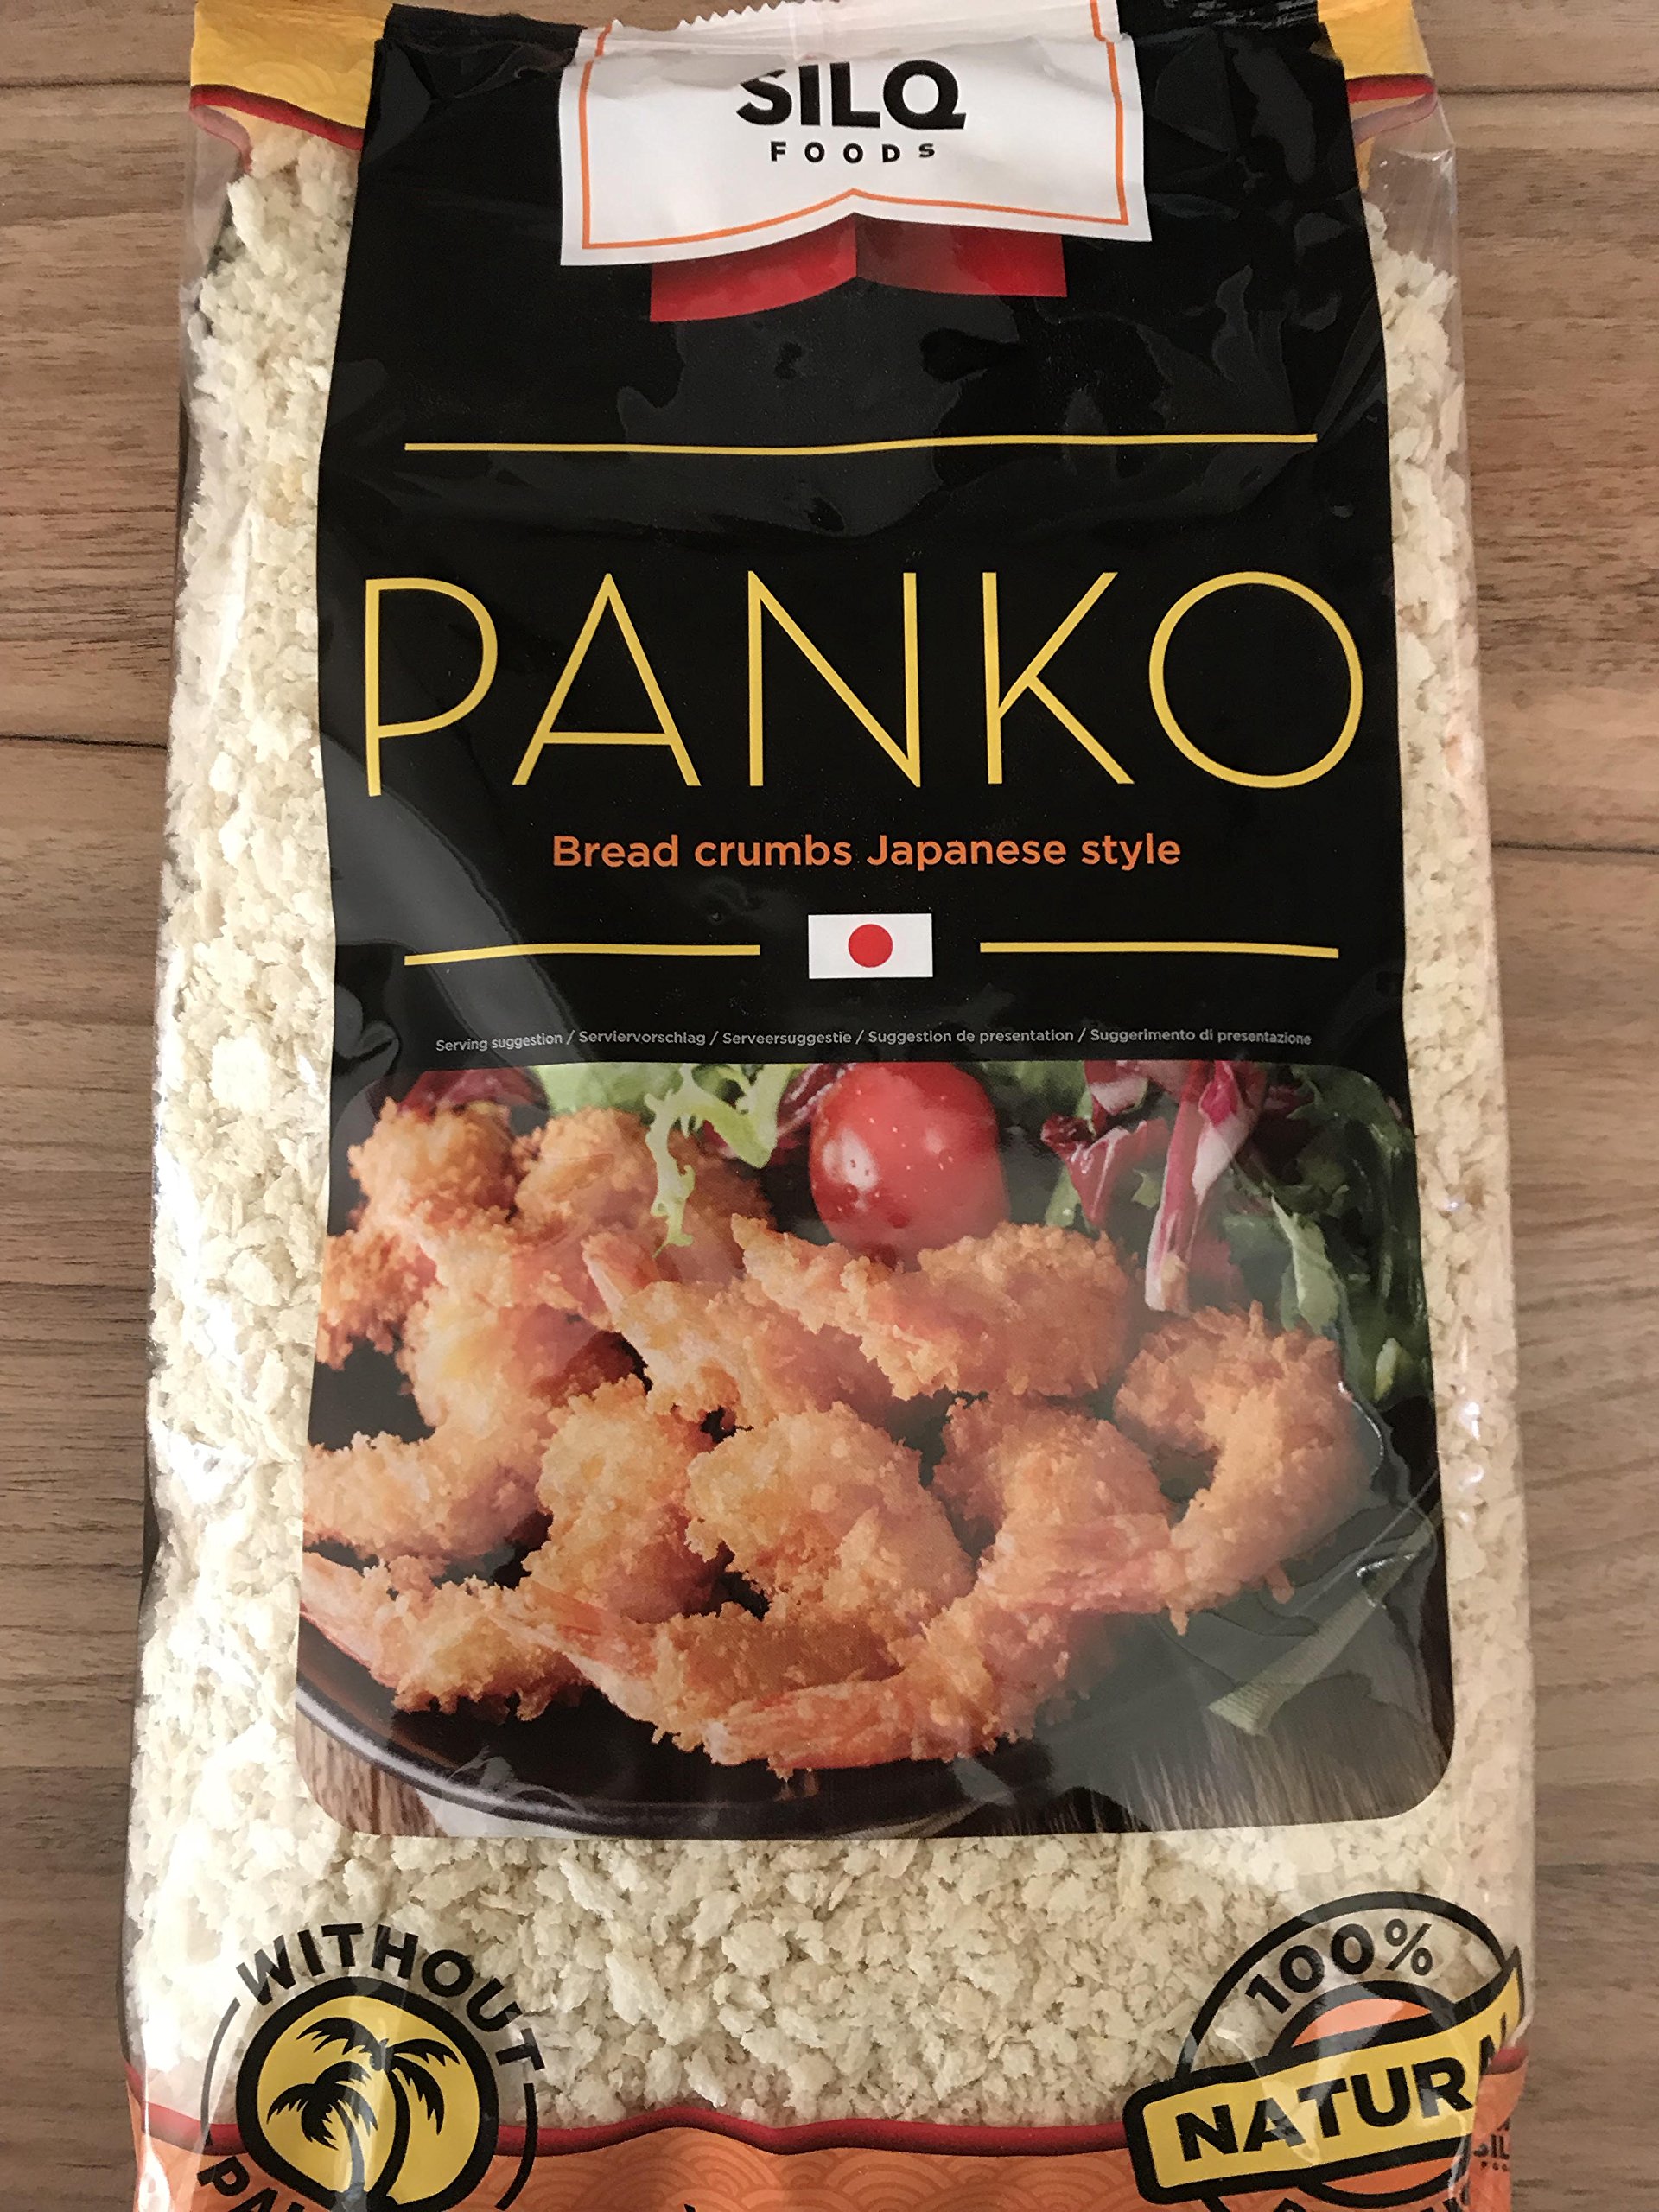 SILQ
FOODS
PANKO
Bread crumbs Japanese style
Serving suggestion / Serviervorschlag / Serveersuggestie / Suggestion de presentation / Suggerimento di presentazione
WITHOUT
100%
NATURAL